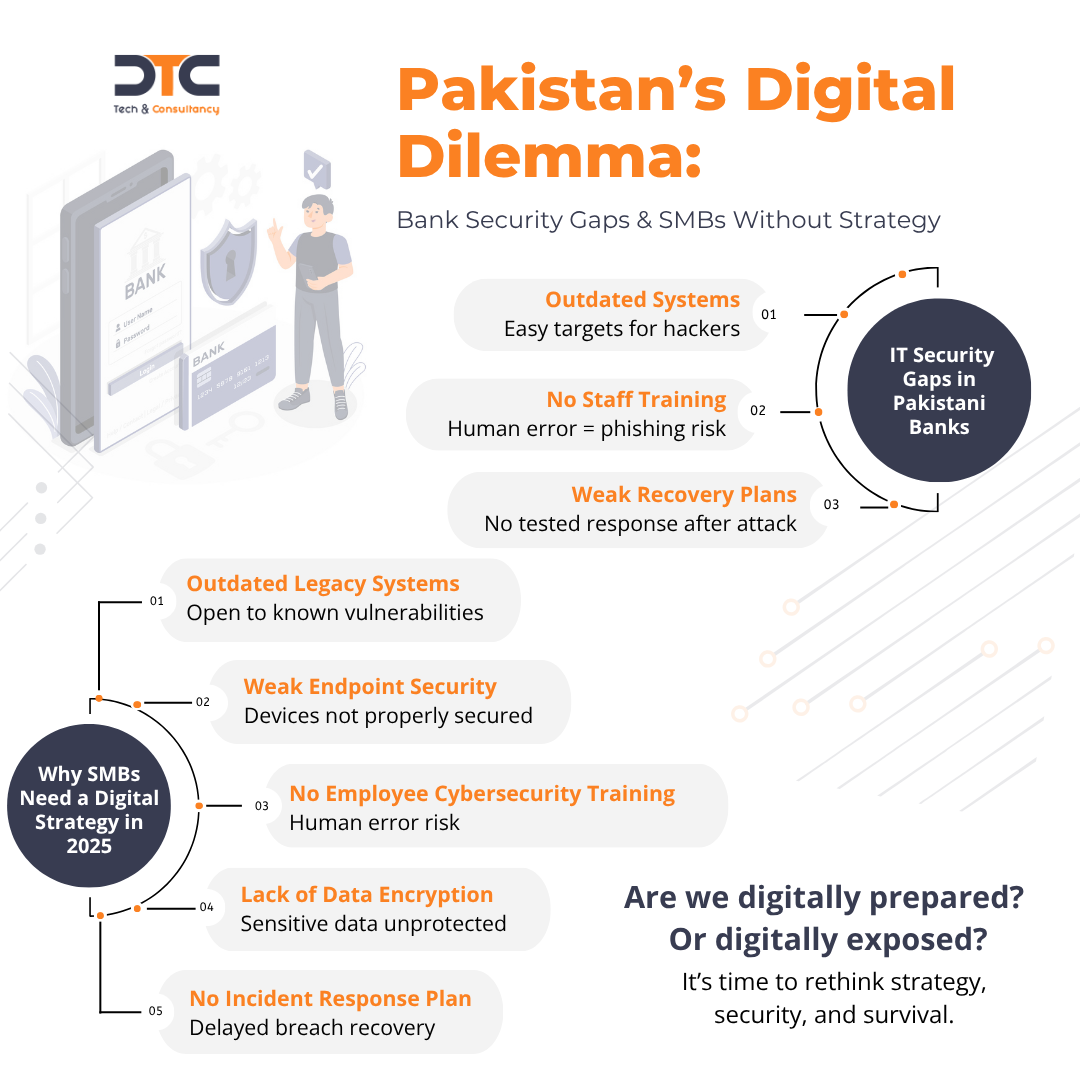 DTC
Tech & Consultancy
Pakistan’s Digital
Dilemma:
Bank Security Gaps & SMBs Without Strategy
BANK
User Name
Password
Login
BANK
Outdated Systems
Easy targets for hackers
01
No Staff Training
Human error = phishing risk
02
Weak Recovery Plans
No tested response after attack
03
IT Security
Gaps in
Pakistani
Banks
01
Outdated Legacy Systems
Open to known vulnerabilities
02
Weak Endpoint Security
Devices not properly secured
03
No Employee Cybersecurity Training
Human error risk
04
Lack of Data Encryption
Sensitive data unprotected
05
No Incident Response Plan
Delayed breach recovery
Why SMBs
Need a Digital
Strategy in
2025
Are we digitally prepared?
Or digitally exposed?
It’s time to rethink strategy,
security, and survival.